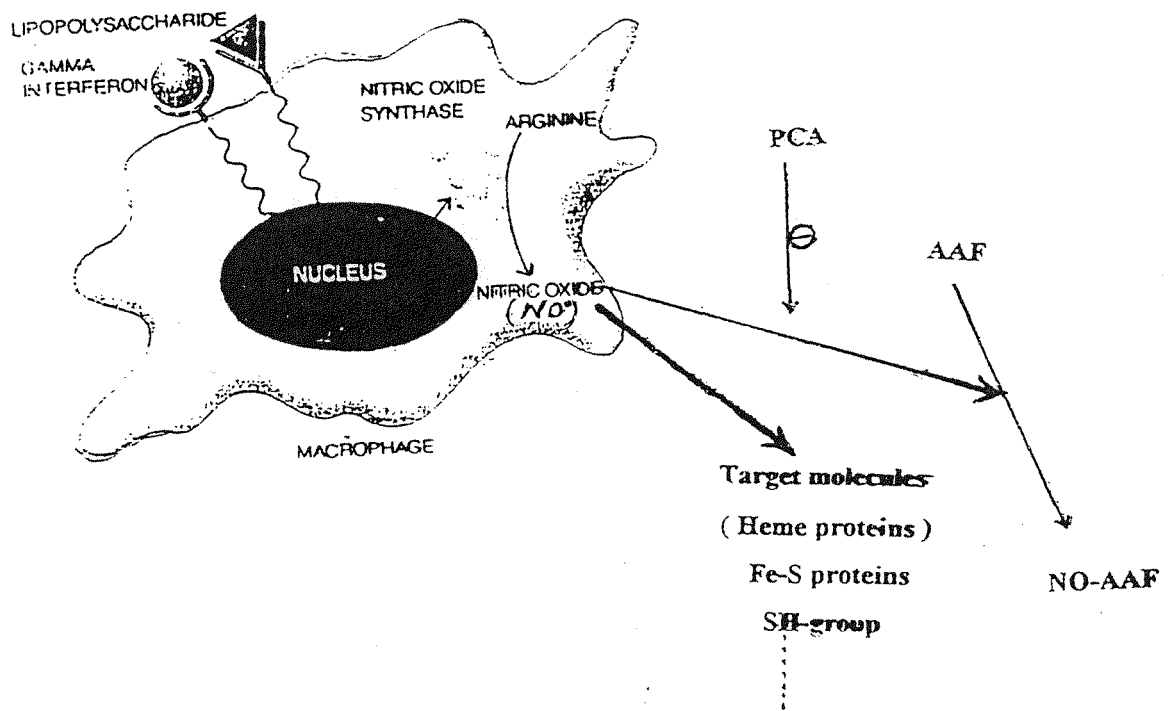 LIPOPOLYSACCHARIDE
GAMMA
INTERFERON
NITRIC OXIDE
SYNTHASE
ARGININE
NUCLEUS
NITRIC OXIDE
(NO°)
MACROPHAGE
PCA
AAF
Target molecules
( Heme proteins )
Fe-S proteins
SH-group
NO-AAF